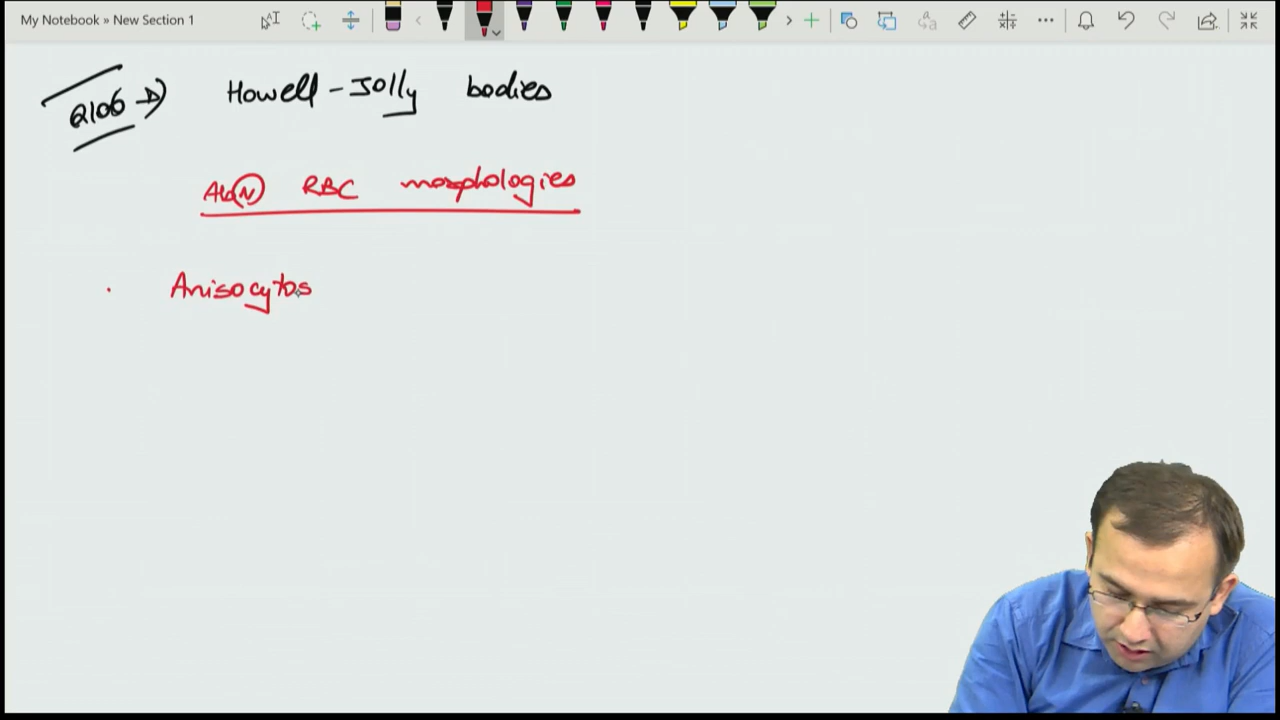 My Notebook » New Section 1
Q106 → Howell-Jolly bodies
AbN RBC morphologies
· Anisocytos